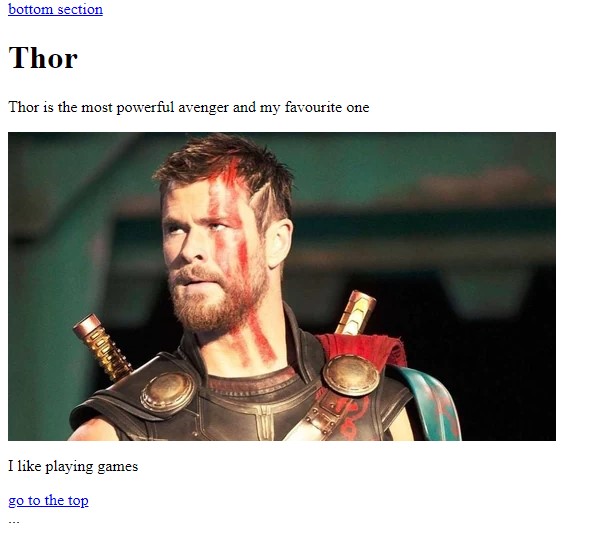 bottom section
Thor
Thor is the most powerful avenger and my favourite one
I like playing games
go to the top
...